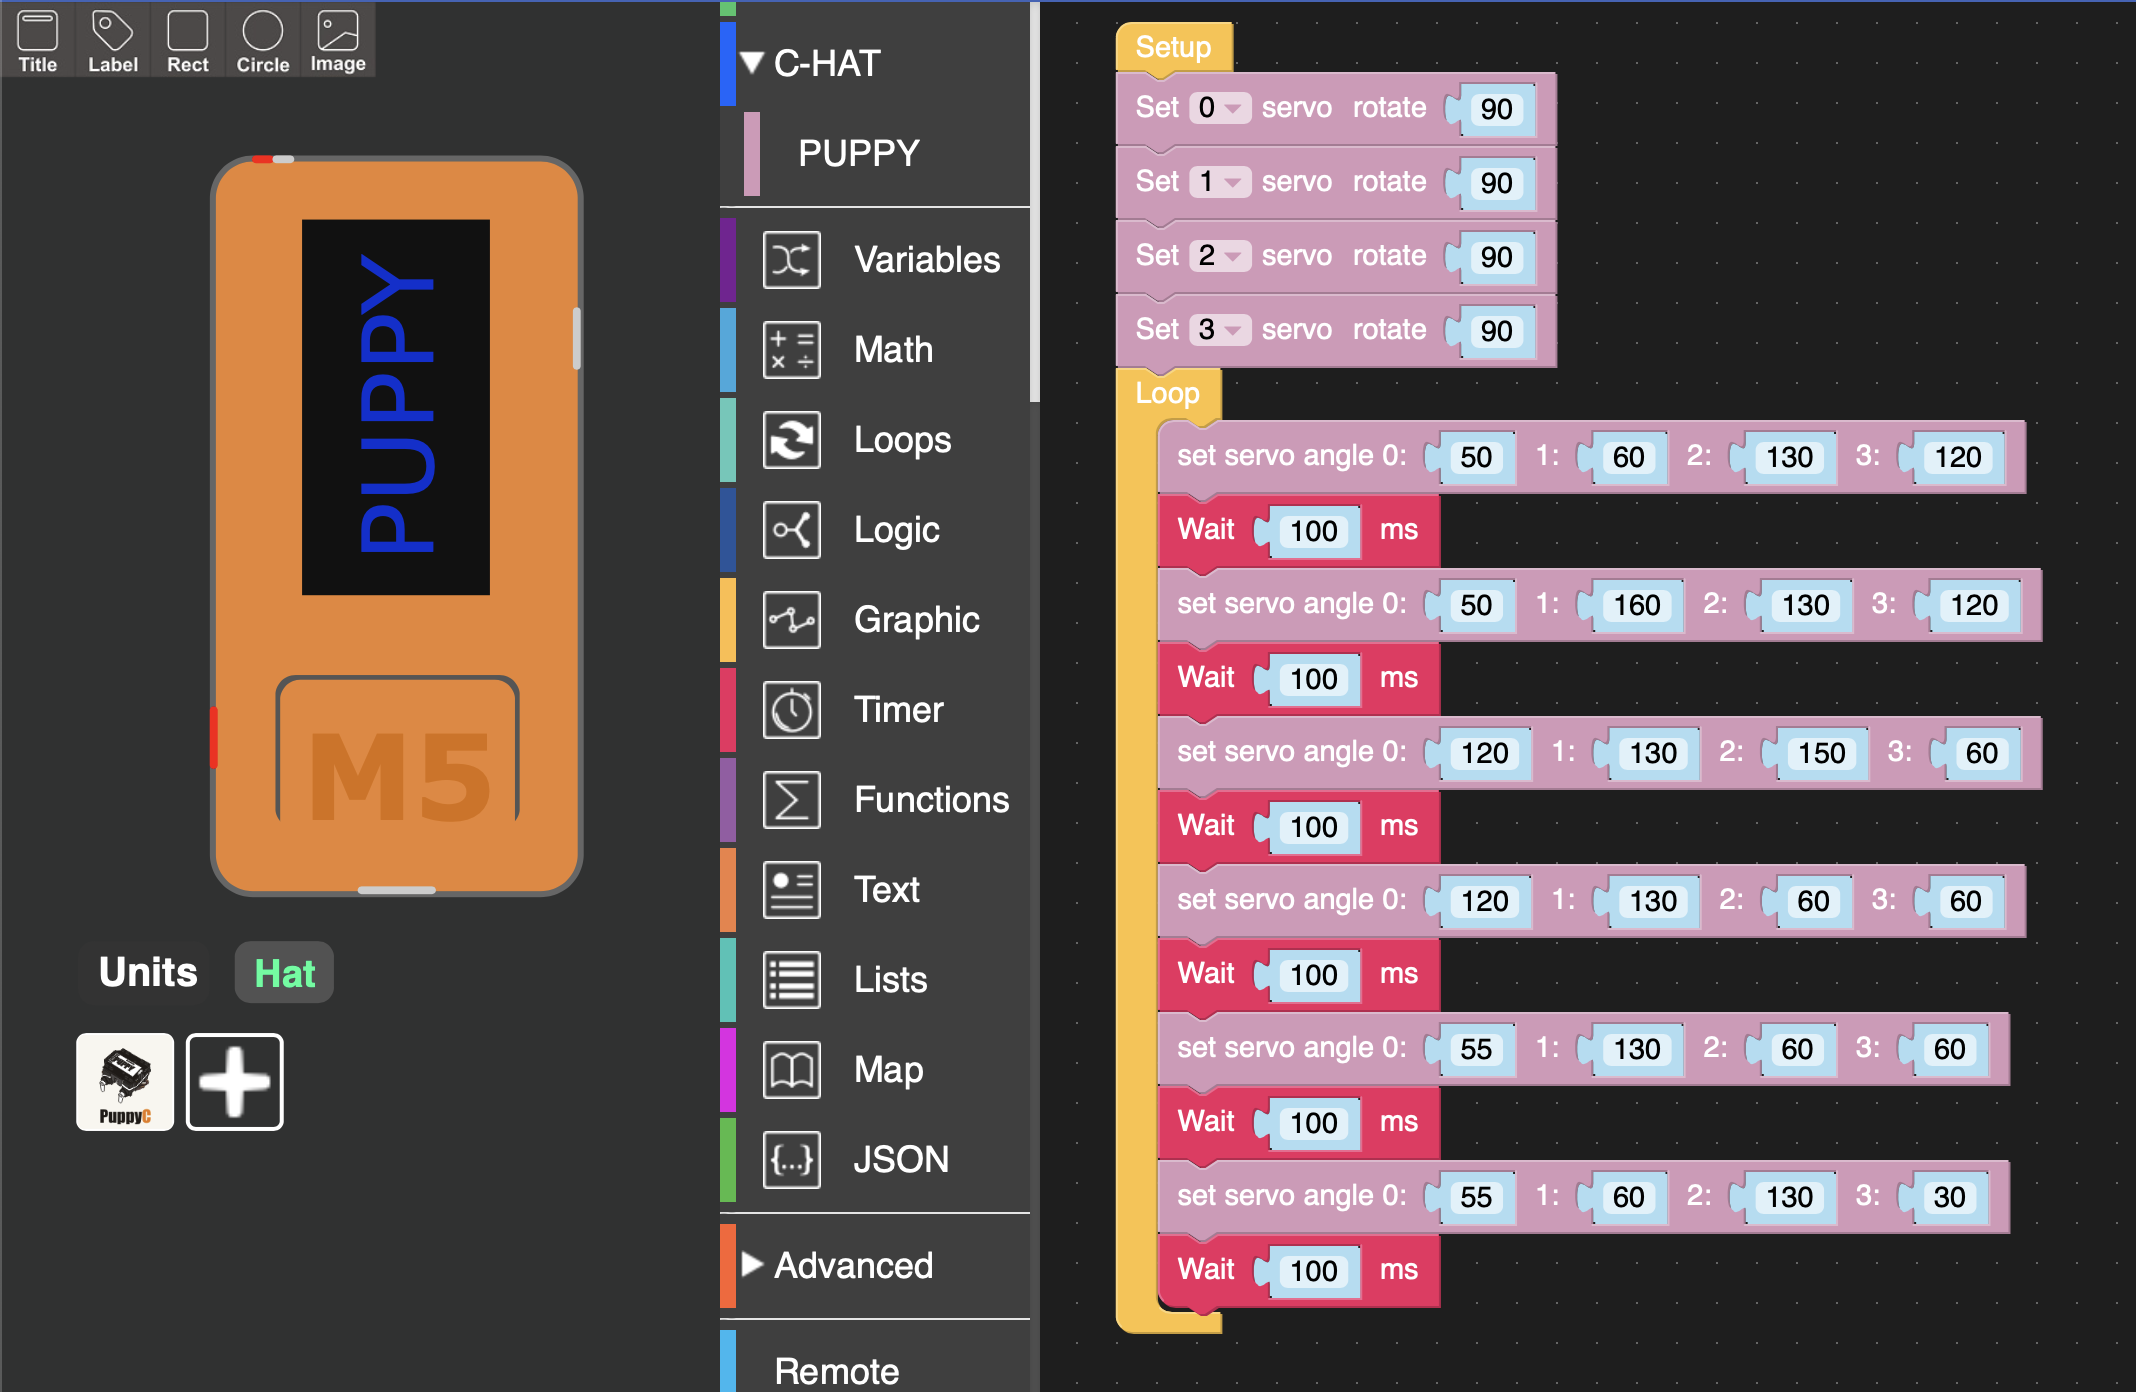 Title Label Rect Circle Image
PUPPY
M5
Units Hat
PuppyC
C-HAT
PUPPY
Variables
Math
Loops
Logic
Graphic
Timer
Functions
Text
Lists
Map
JSON
Advanced
Remote
Setup
Set 0 servo rotate 90
Set 1 servo rotate 90
Set 2 servo rotate 90
Set 3 servo rotate 90
Loop
set servo angle 0: 50 1: 60 2: 130 3: 120
Wait 100 ms
set servo angle 0: 50 1: 160 2: 130 3: 120
Wait 100 ms
set servo angle 0: 120 1: 130 2: 150 3: 60
Wait 100 ms
set servo angle 0: 120 1: 130 2: 60 3: 60
Wait 100 ms
set servo angle 0: 55 1: 130 2: 60 3: 60
Wait 100 ms
set servo angle 0: 55 1: 60 2: 130 3: 30
Wait 100 ms